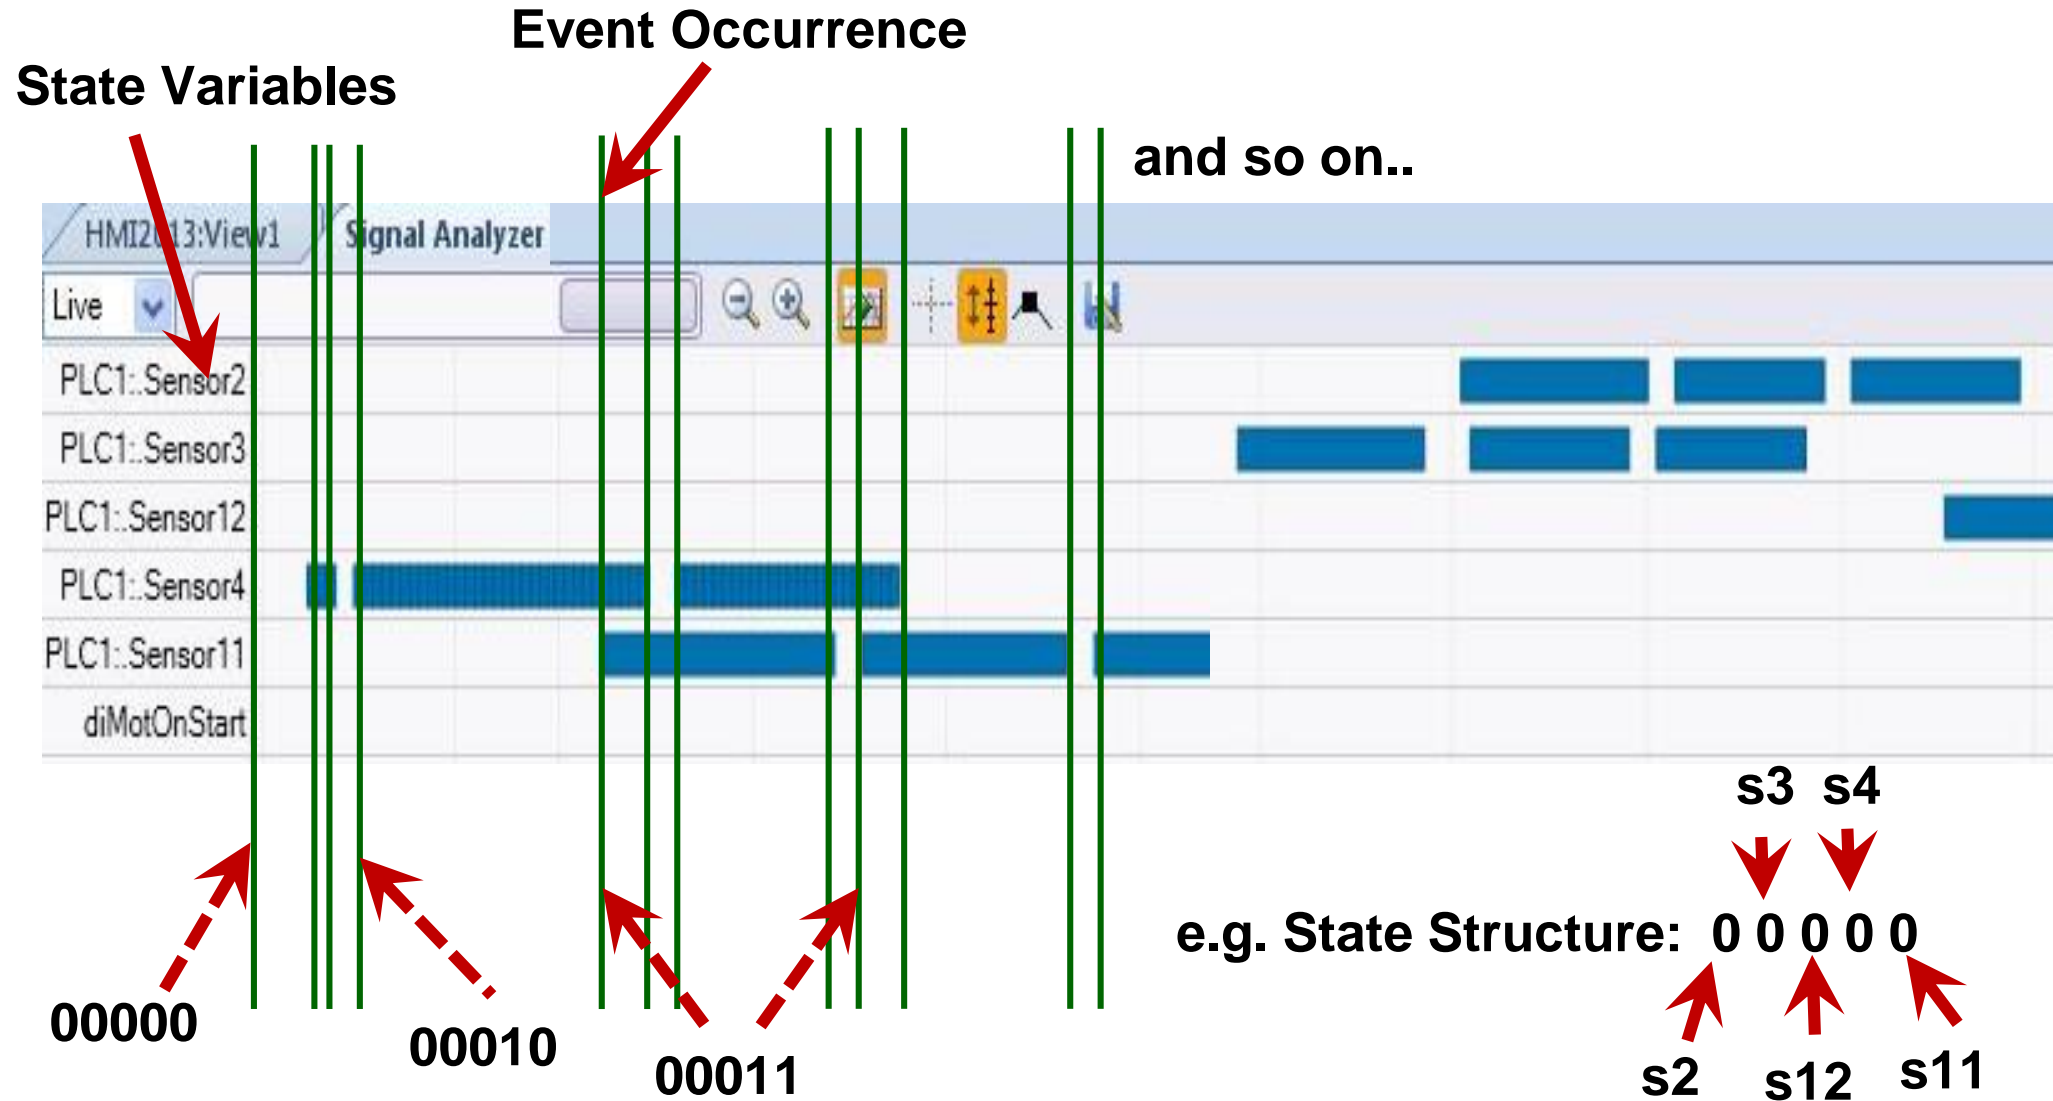 Event Occurrence
State Variables
and so on..
HMI2013:View1
Signal Analyzer
Live
PLC1::Sensor2
PLC1::Sensor3
PLC1::Sensor12
PLC1::Sensor4
PLC1::Sensor11
diMotOnStart
s3 s4
e.g. State Structure: 0 0 0 0 0
00000
00010
00011
s2
s12
s11